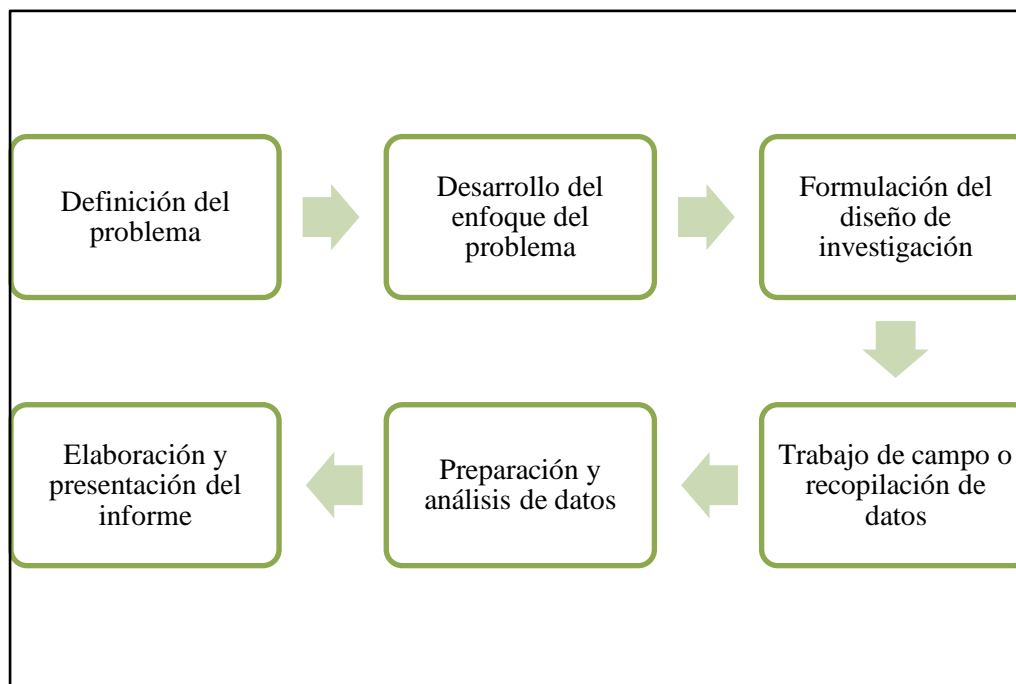 Definición del
problema
Desarrollo del
enfoque del
problema
Formulación del
diseño de
investigación
Trabajo de campo o
recopilación de
datos
Preparación y
análisis de datos
Elaboración y
presentación del
informe